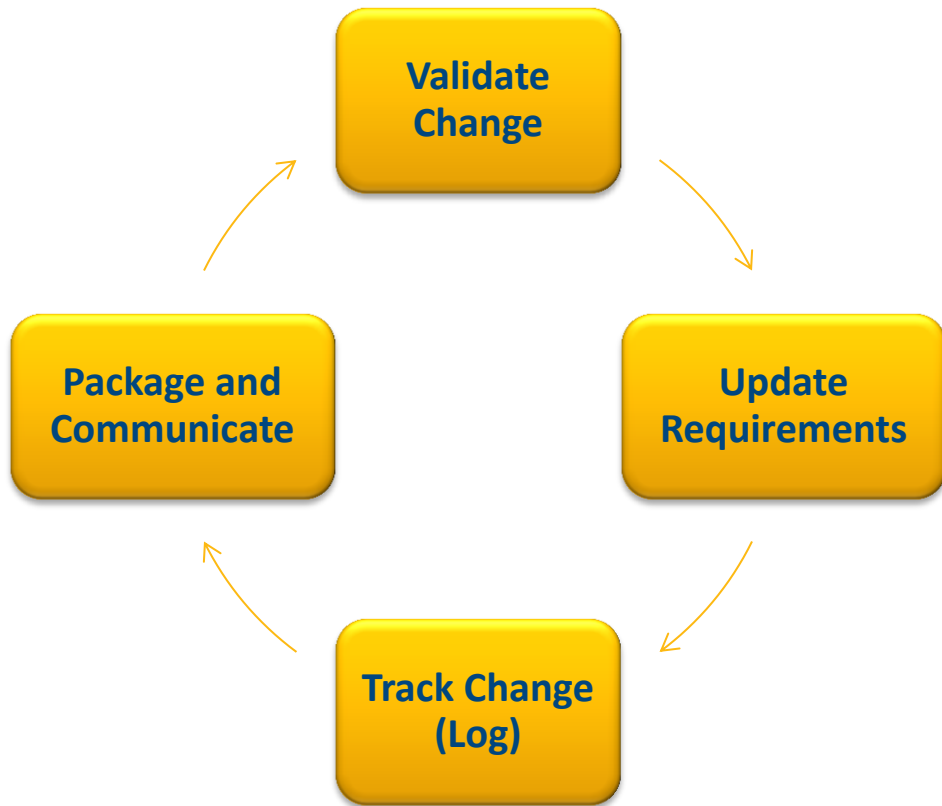 Validate
Change
Update
Requirements
Track Change
(Log)
Package and
Communicate